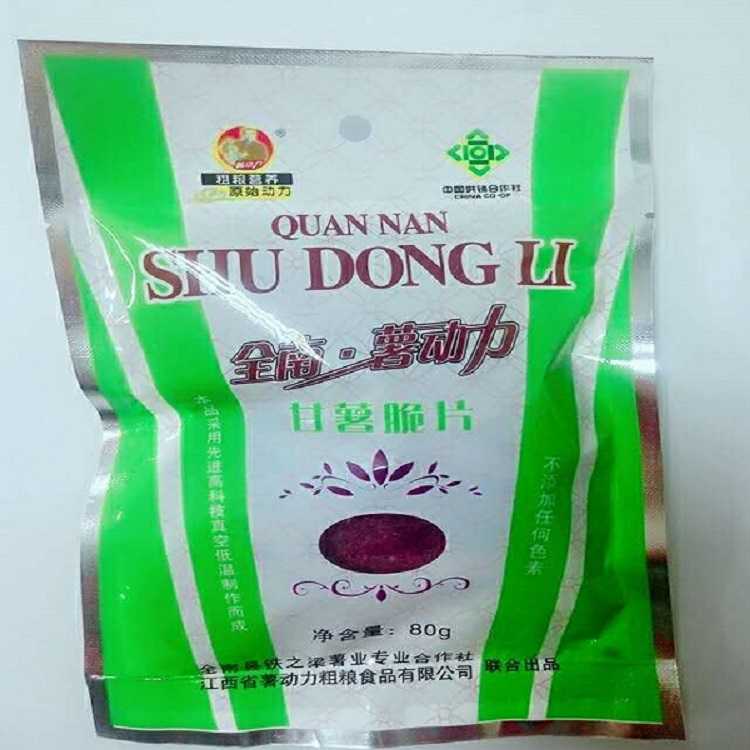 粗粮营养
原始动力
®
中国供销合作社
CHINA CO-OP
QUAN NAN
SHU DONG LI
全南·薯动力
甘薯脆片
本品采用先进高科技真空低温制作而成
不添加任何色素
净含量：80g
全南县铁之梁薯业专业合作社
江西省薯动力粗粮食品有限公司
联合出品